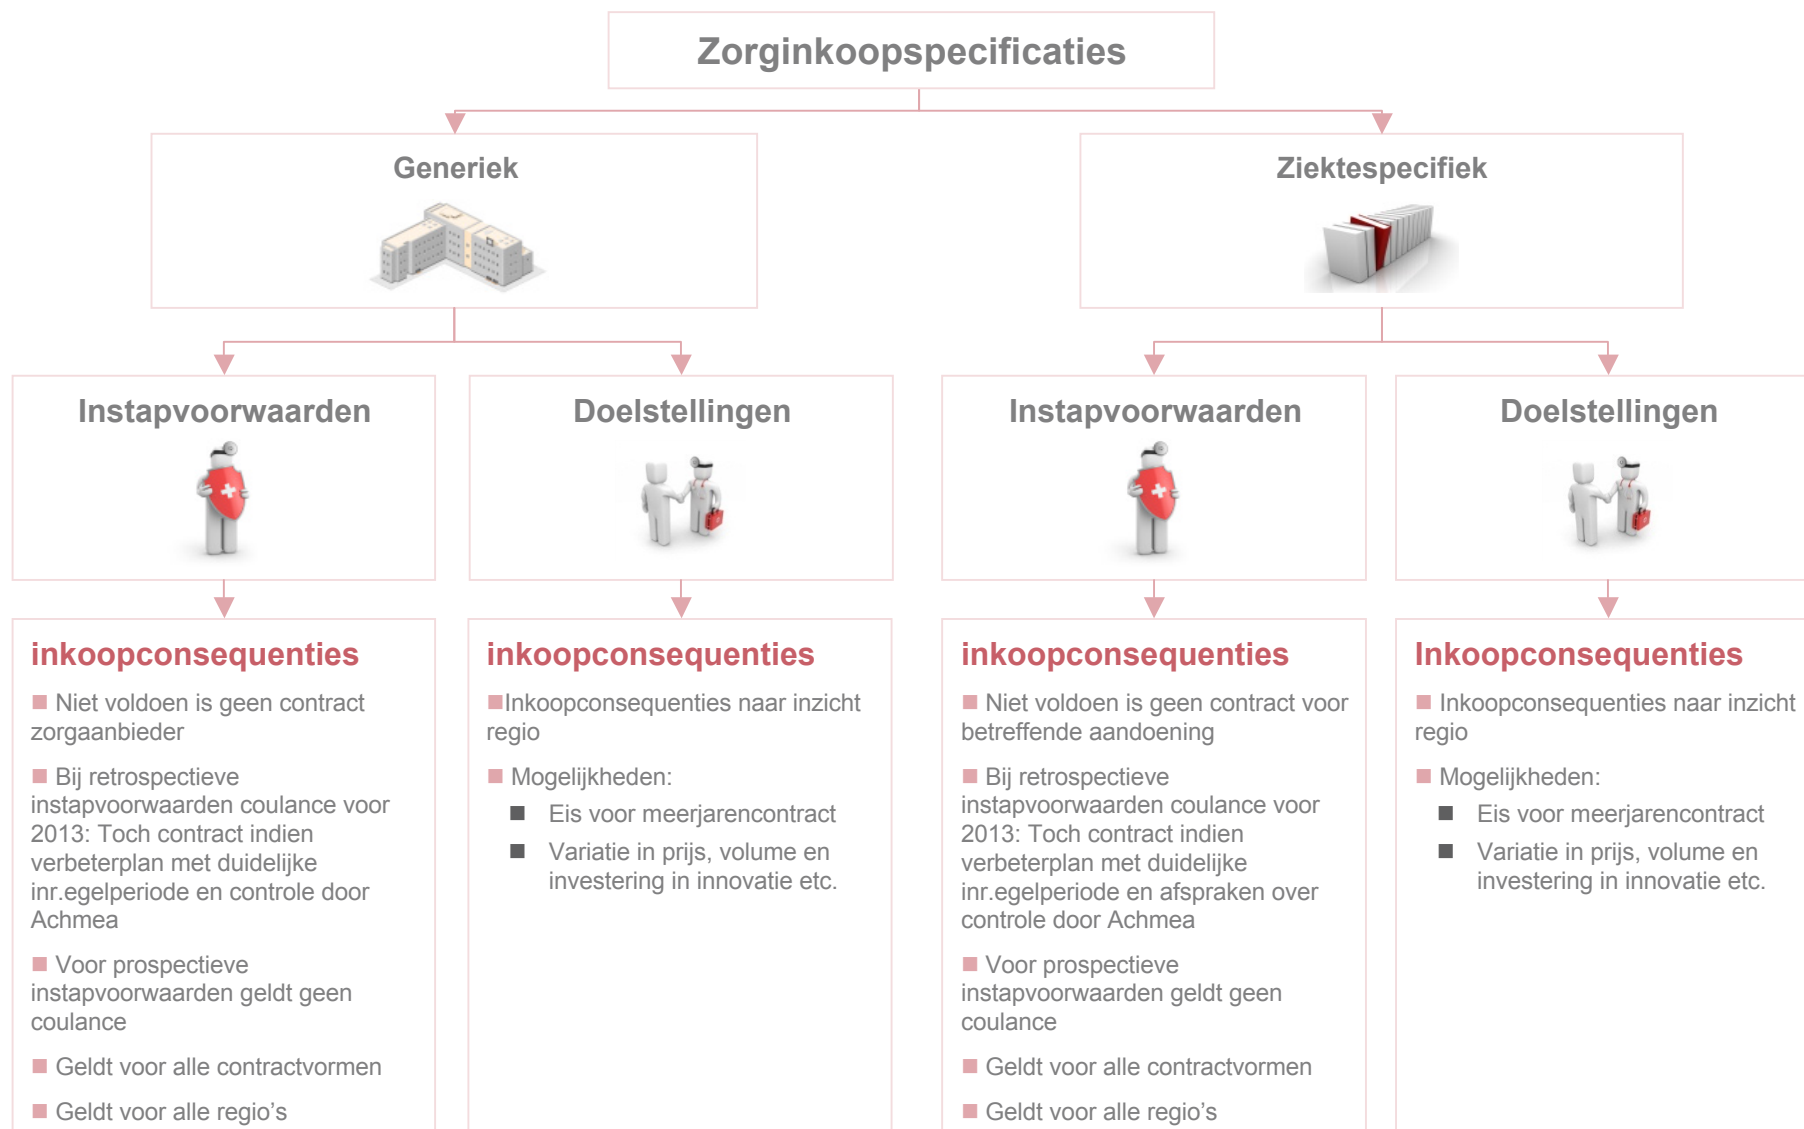 Zorginkoopspecificaties
Generiek
Ziektespecifiek
Instapvoorwaarden
Doelstellingen
Instapvoorwaarden
Doelstellingen
inkoopconsequenties
■ Niet voldoen is geen contract
zorgaanbieder
■ Bij retrospectieve
instapvoorwaarden coulance voor
2013: Toch contract indien
verbeterplan met duidelijke
inr.egelperiode en controle door
Achmea
■ Voor prospectieve
instapvoorwaarden geldt geen
coulance
■ Geldt voor alle contractvormen
■ Geldt voor alle regio's
inkoopconsequenties
■Inkoopconsequenties naar inzicht
regio
■ Mogelijkheden:
■ Eis voor meerjarencontract
■ Variatie in prijs, volume en
investering in innovatie etc.
inkoopconsequenties
■ Niet voldoen is geen contract voor
betreffende aandoening
■ Bij retrospectieve
instapvoorwaarden coulance voor
2013: Toch contract indien
verbeterplan met duidelijke
inr.egelperiode en afspraken over
controle door Achmea
■ Voor prospectieve
instapvoorwaarden geldt geen
coulance
■ Geldt voor alle contractvormen
■ Geldt voor alle regio's
Inkoopconsequenties
■ Inkoopconsequenties naar inzicht
regio
■ Mogelijkheden:
■ Eis voor meerjarencontract
■ Variatie in prijs, volume en
investering in innovatie etc.